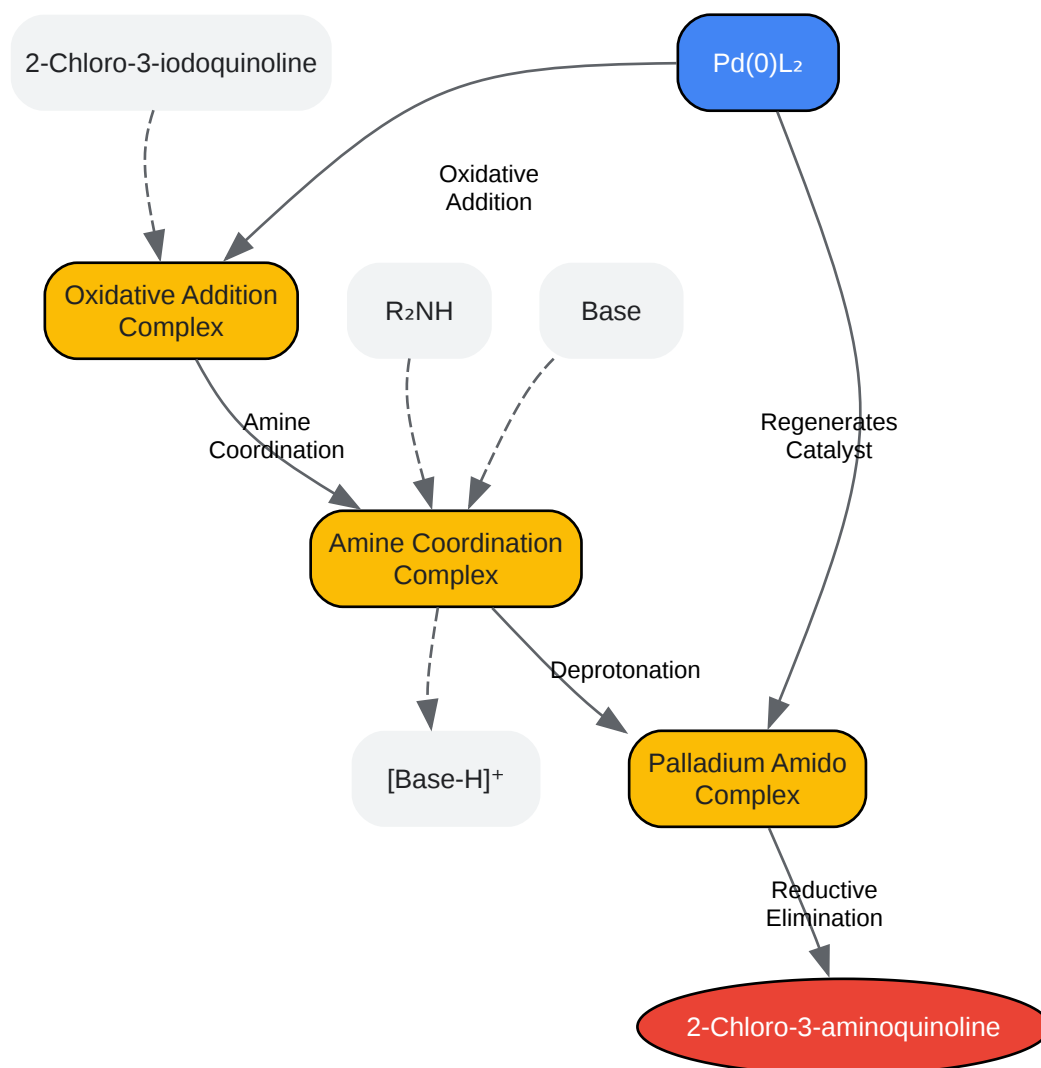 2-Chloro-3-iodoquinoline
Pd(0)L₂
Oxidative
Addition
Oxidative Addition
Complex
R₂NH
Base
Amine
Coordination
Regenerates
Catalyst
Amine Coordination
Complex
Deprotonation
[Base-H]⁺
Palladium Amido
Complex
Reductive
Elimination
2-Chloro-3-aminoquinoline